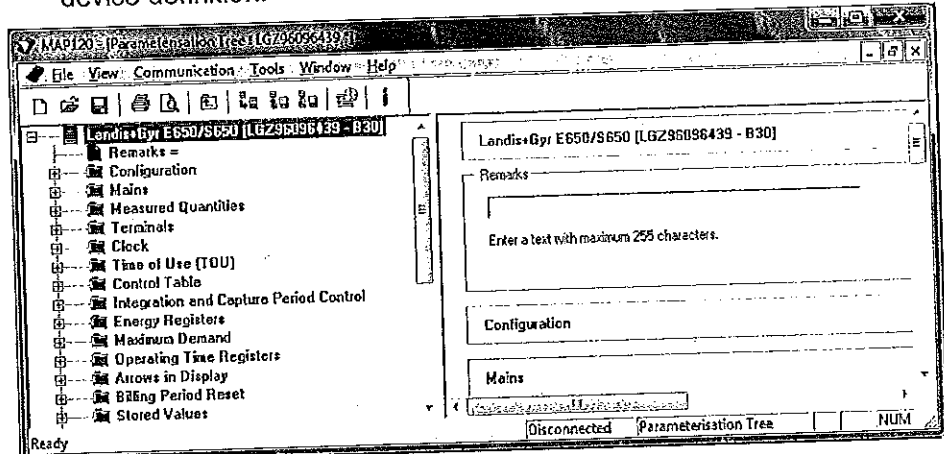 device definition.
MAP120 - [Parameterisation Tree : LGZ96096439 *]
File View Communication Tools Window Help
Landis+Gyr E650/S650 [LGZ96096439 - B30]
Remarks =
Configuration
Mains
Measured Quantities
Terminals
Clock
Time of Use (TOU)
Control Table
Integration and Capture Period Control
Energy Registers
Maximum Demand
Operating Time Registers
Arrows in Display
Billing Period Reset
Stored Values
Landis+Gyr E650/S650 [LGZ96096439 - B30]
Remarks
Enter a text with maximum 255 characters.
Configuration
Mains
Ready
Disconnected
Parameterisation Tree
NUM